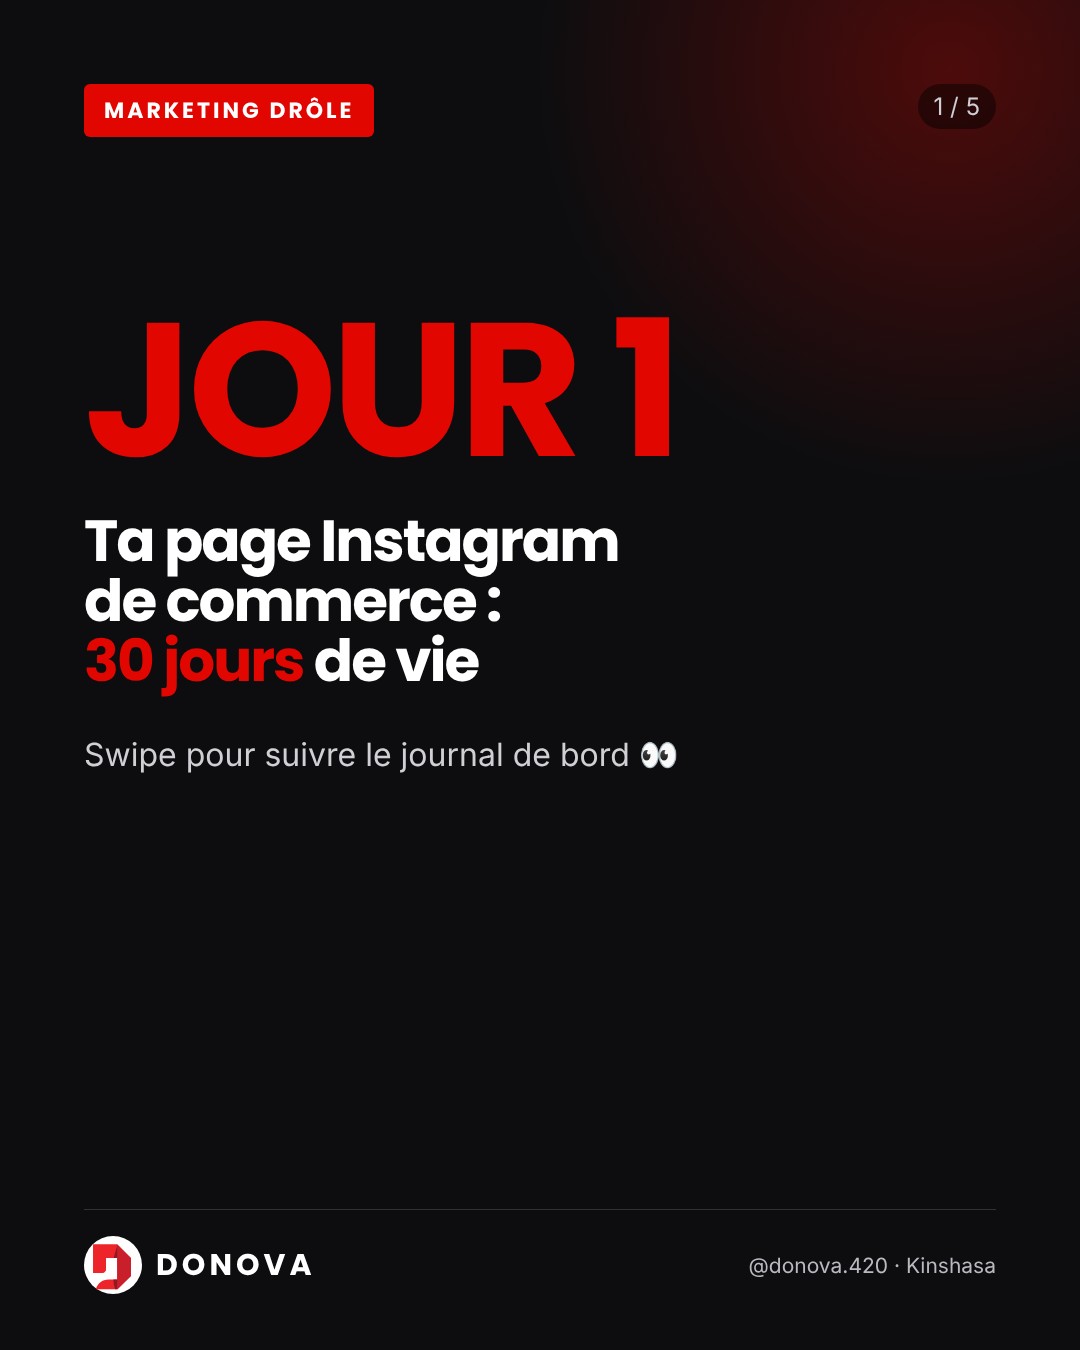 MARKETING DRÔLE
1 / 5
JOUR 1
Ta page Instagram
de commerce :
30 jours de vie
Swipe pour suivre le journal de bord 👀
DONOVA
@donova.420 · Kinshasa